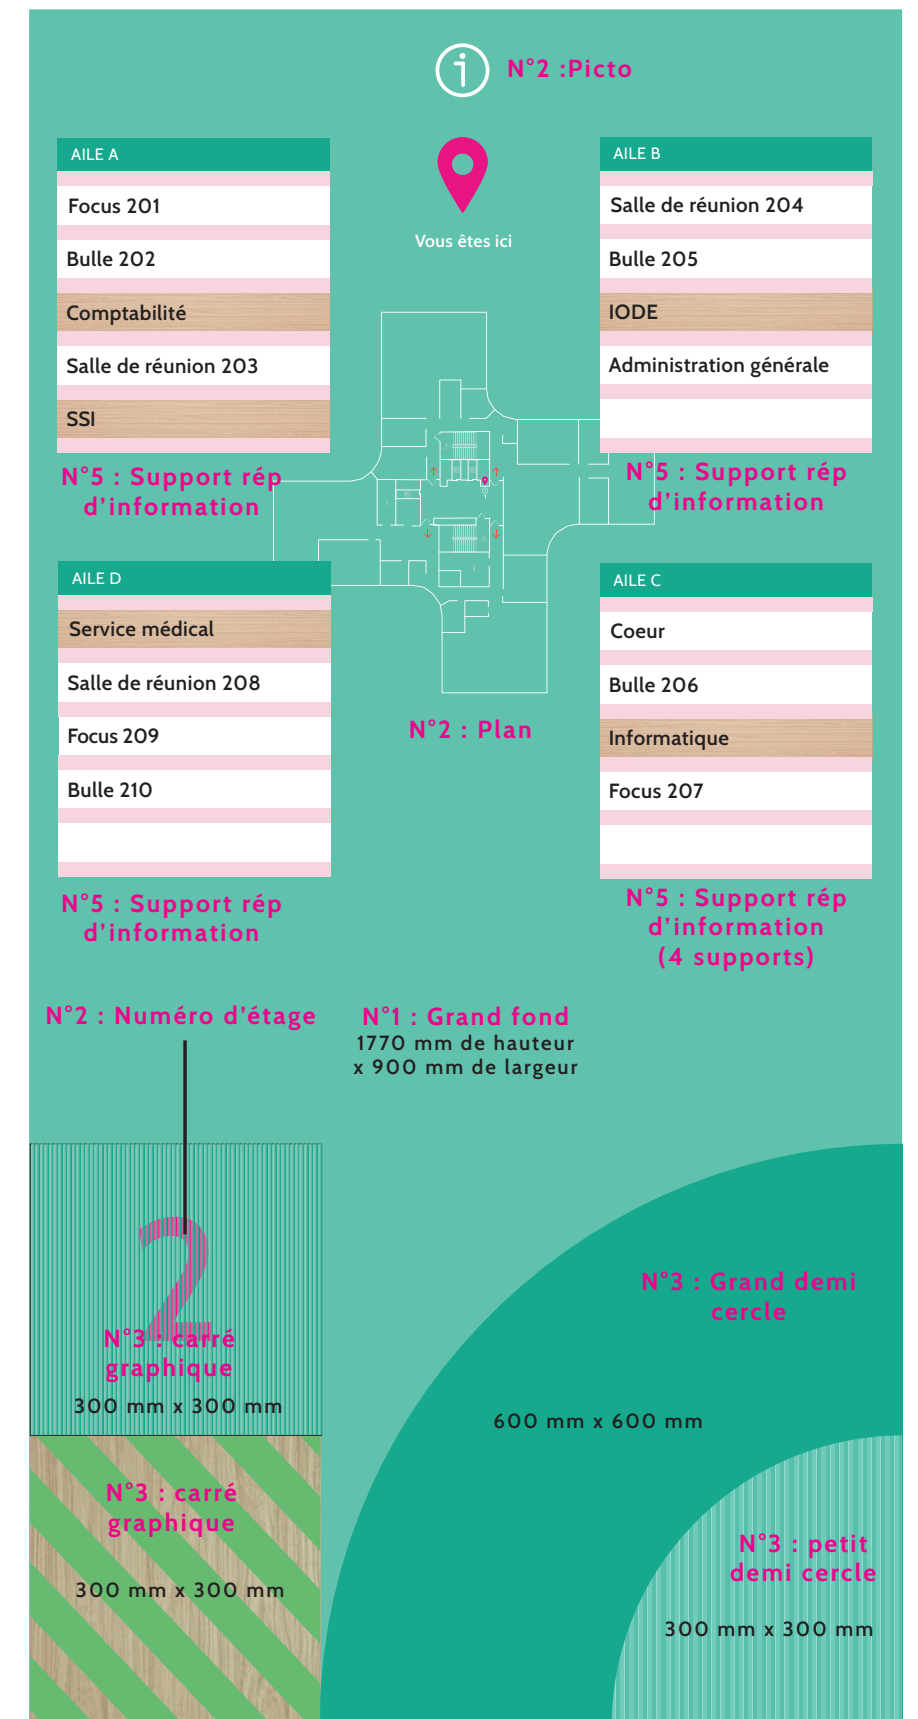 N°2 :Picto
AILE A
Focus 201
Bulle 202
Comptabilité
Salle de réunion 203
SSI
N°5 : Support rép
d’information
Vous êtes ici
AILE B
Salle de réunion 204
Bulle 205
IODE
Administration générale
N°5 : Support rép
d’information
AILE D
Service médical
Salle de réunion 208
Focus 209
Bulle 210
N°5 : Support rép
d’information
N°2 : Plan
AILE C
Coeur
Bulle 206
Informatique
Focus 207
N°5 : Support rép
d’information
(4 supports)
N°2 : Numéro d’étage
N°1 : Grand fond
1770 mm de hauteur
x 900 mm de largeur
2
N°3 : carré
graphique
300 mm x 300 mm
N°3 : Grand demi
cercle
600 mm x 600 mm
N°3 : carré
graphique
300 mm x 300 mm
N°3 : petit
demi cercle
300 mm x 300 mm